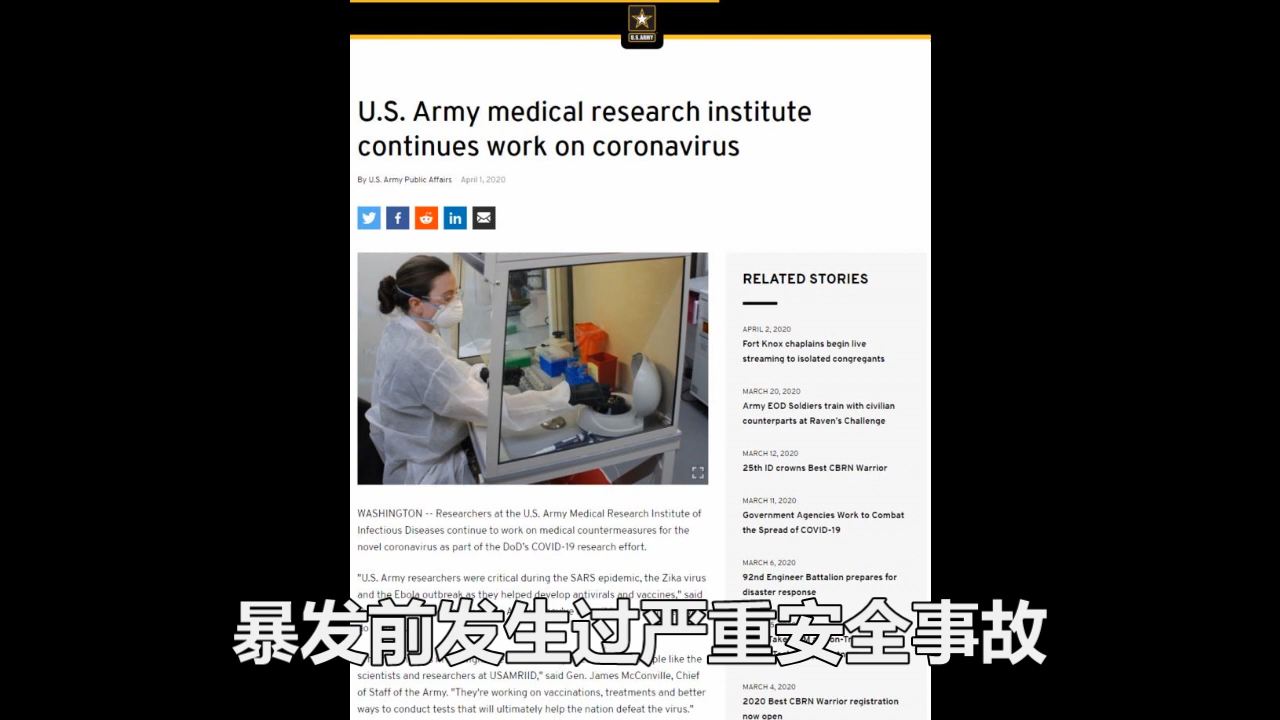 U.S. ARMY
U.S. Army medical research institute
continues work on coronavirus
By U.S. Army Public Affairs April 1, 2020
WASHINGTON -- Researchers at the U.S. Army Medical Research Institute of
Infectious Diseases continue to work on medical countermeasures for the
novel coronavirus as part of the DoD's COVID-19 research effort.
"U.S. Army researchers were critical during the SARS epidemic, the Zika virus
and the Ebola outbreak as they helped develop antivirals and vaccines," said
ple like the
scientists and researchers at USAMRIID," said Gen. James McConville, Chief
of Staff of the Army. "They're working on vaccinations, treatments and better
ways to conduct tests that will ultimately help the nation defeat the virus."
RELATED STORIES
APRIL 2, 2020
Fort Knox chaplains begin live
streaming to isolated congregants
MARCH 20, 2020
Army EOD Soldiers train with civilian
counterparts at Raven's Challenge
MARCH 12, 2020
25th ID crowns Best CBRN Warrior
MARCH 11, 2020
Government Agencies Work to Combat
the Spread of COVID-19
MARCH 6, 2020
92nd Engineer Battalion prepares for
disaster response
MARCH 4, 2020
2020 Best CBRN Warrior registration
now open
暴发前发生过严重安全事故